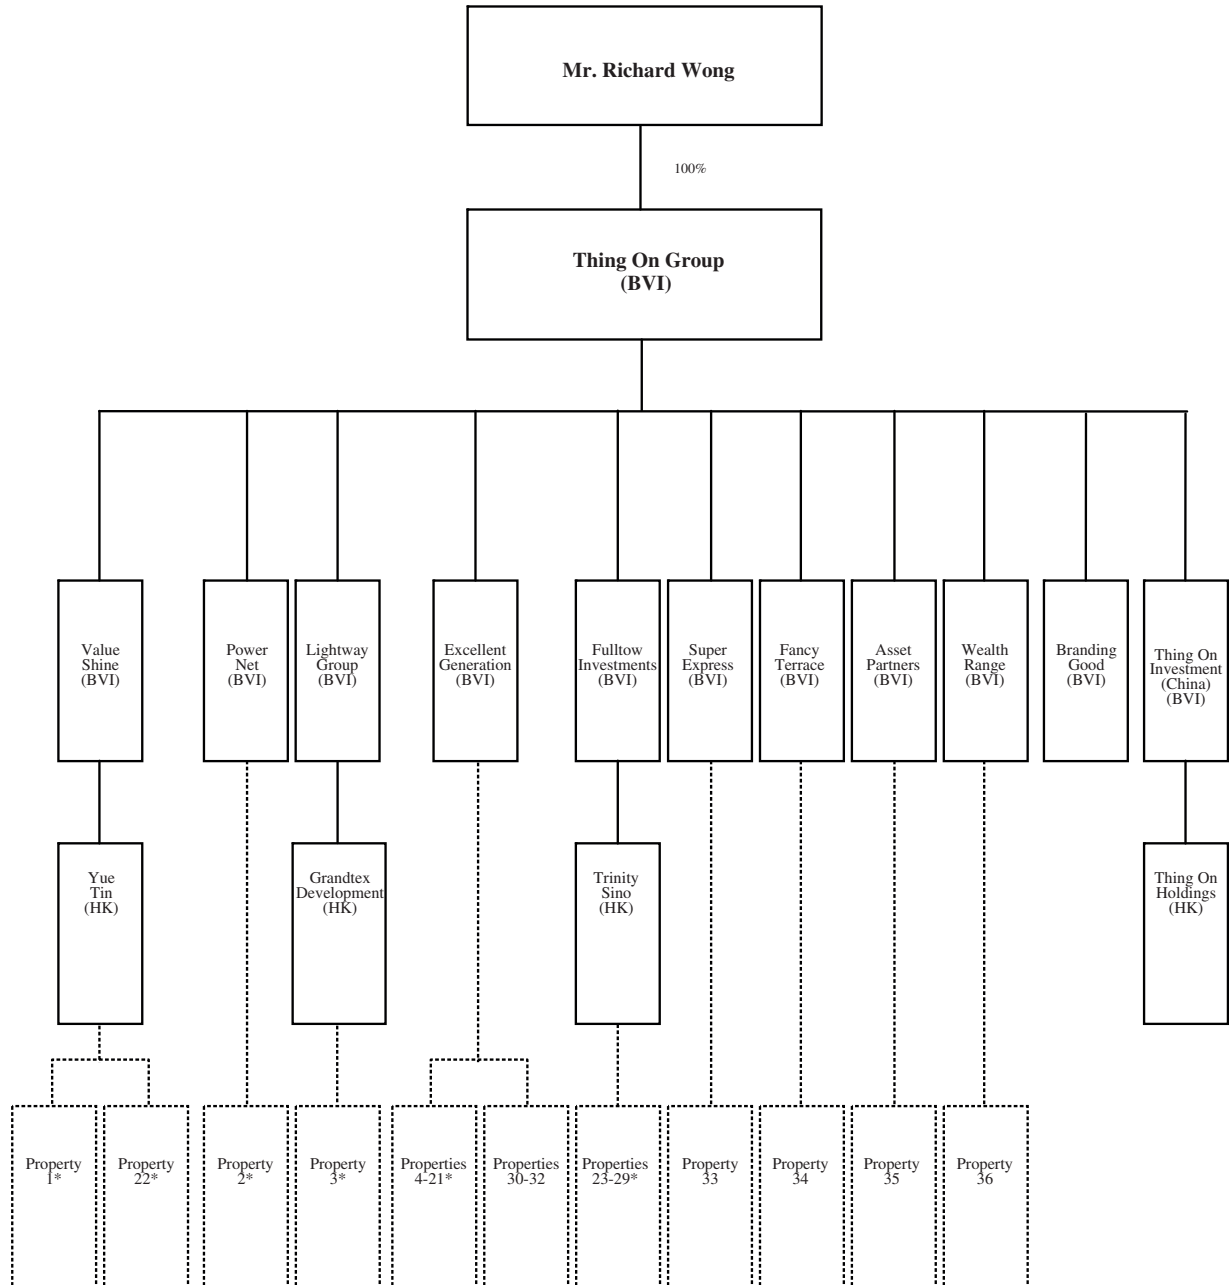 Mr. Richard Wong
100%
Thing On Group
(BVI)
Value
Shine
(BVI)
Power
Net
(BVI)
Lightway
Group
(BVI)
Excellent
Generation
(BVI)
Fulltow
Investments
(BVI)
Super
Express
(BVI)
Fancy
Terrace
(BVI)
Asset
Partners
(BVI)
Wealth
Range
(BVI)
Branding
Good
(BVI)
Thing On
Investment
(China)
(BVI)
Yue
Tin
(HK)
Grandtex
Development
(HK)
Trinity
Sino
(HK)
Thing On
Holdings
(HK)
Property
1*
Property
22*
Property
2*
Property
3*
Properties
4-21*
Properties
30-32
Properties
23-29*
Property
33
Property
34
Property
35
Property
36